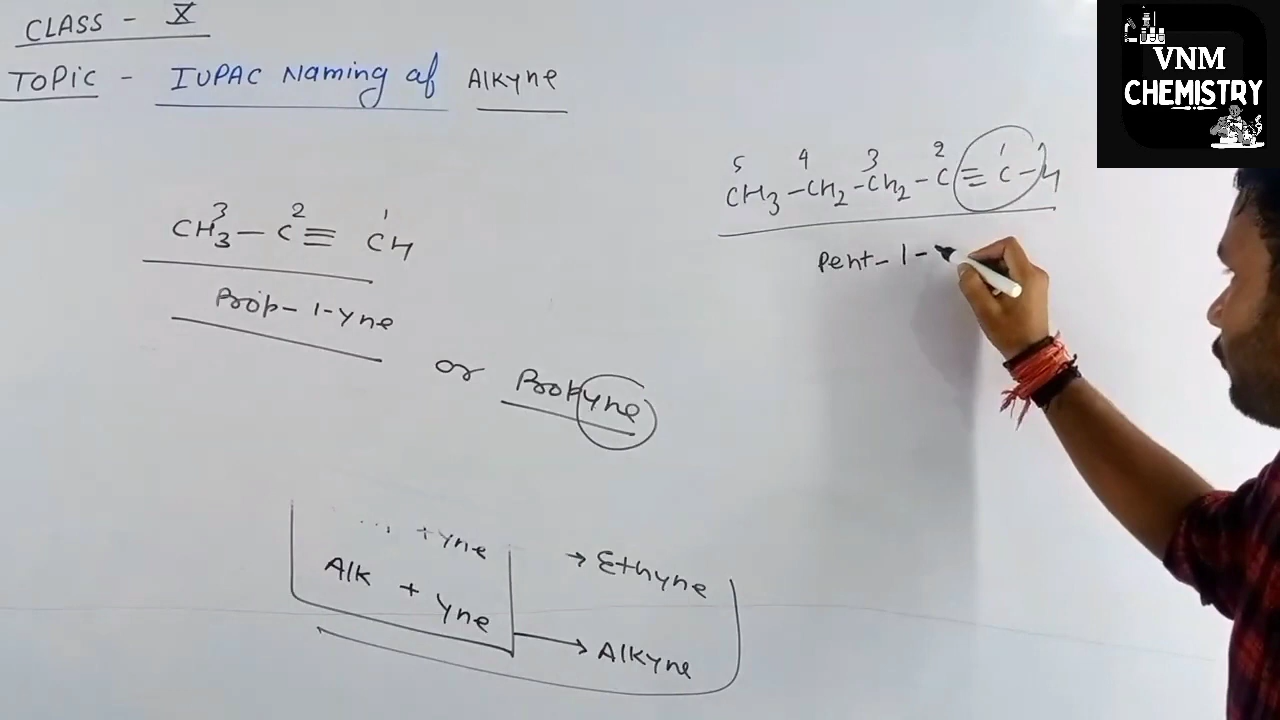 CLASS - X
TOPIC - IUPAC Naming of Alkyne
VNM
CHEMISTRY
5 4 3 2 1
CH3 - CH2 - CH2 - C ≡ C - H
Pent - 1 -
3 2 1
CH3 - C ≡ CH
Prop - 1 - yne
or Propyne
... + yne → Ethyne
Alk + yne → Alkyne